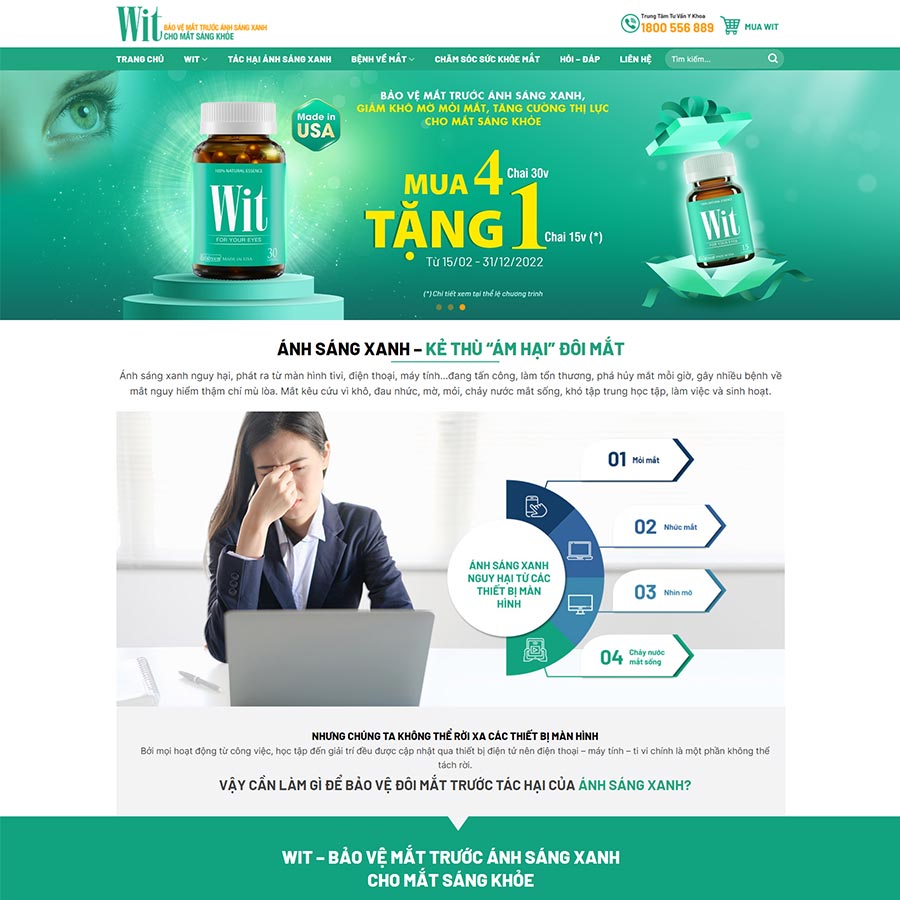 Wit
BẢO VỆ MẮT TRƯỚC ÁNH SÁNG XANH
CHO MẮT SÁNG KHỎE
Trung Tâm Tư Vấn Y Khoa
1800 556 889
MUA WIT
TRANG CHỦ
WIT
TÁC HẠI ÁNH SÁNG XANH
BỆNH VỀ MẮT
CHĂM SÓC SỨC KHỎE MẮT
HỎI – ĐÁP
LIÊN HỆ
Tìm kiếm...
BẢO VỆ MẮT TRƯỚC ÁNH SÁNG XANH,
GIẢM KHÔ MỜ MỎI MẮT, TĂNG CƯỜNG THỊ LỰC
CHO MẮT SÁNG KHỎE
Made in
USA
100% NATURAL ESSENCE
Wit
FOR YOUR EYES
30
MADE IN USA
MUA 4 Chai 30v
TẶNG 1 Chai 15v (*)
Từ 15/02 - 31/12/2022
(*) Chi tiết xem tại thể lệ chương trình
Wit
FOR YOUR EYES
15
ÁNH SÁNG XANH – KẺ THÙ “ÁM HẠI” ĐÔI MẮT
Ánh sáng xanh nguy hại, phát ra từ màn hình tivi, điện thoại, máy tính...đang tấn công, làm tổn thương, phá hủy mắt mỗi giờ, gây nhiều bệnh về
mắt nguy hiểm thậm chí mù lòa. Mắt kêu cứu vì khô, đau nhức, mờ, mỏi, chảy nước mắt sống, khó tập trung học tập, làm việc và sinh hoạt.
ÁNH SÁNG XANH
NGUY HẠI TỪ CÁC
THIẾT BỊ MÀN
HÌNH
01 Mỏi mắt
02 Nhức mắt
03 Nhìn mờ
04 Chảy nước
mắt sống
NHƯNG CHÚNG TA KHÔNG THỂ RỜI XA CÁC THIẾT BỊ MÀN HÌNH
Bởi mọi hoạt động từ công việc, học tập đến giải trí đều được cập nhật qua thiết bị điện tử nên điện thoại – máy tính – ti vi chính là một phần không thể
tách rời.
VẬY CẦN LÀM GÌ ĐỂ BẢO VỆ ĐÔI MẮT TRƯỚC TÁC HẠI CỦA ÁNH SÁNG XANH?
WIT – BẢO VỆ MẮT TRƯỚC ÁNH SÁNG XANH
CHO MẮT SÁNG KHỎE